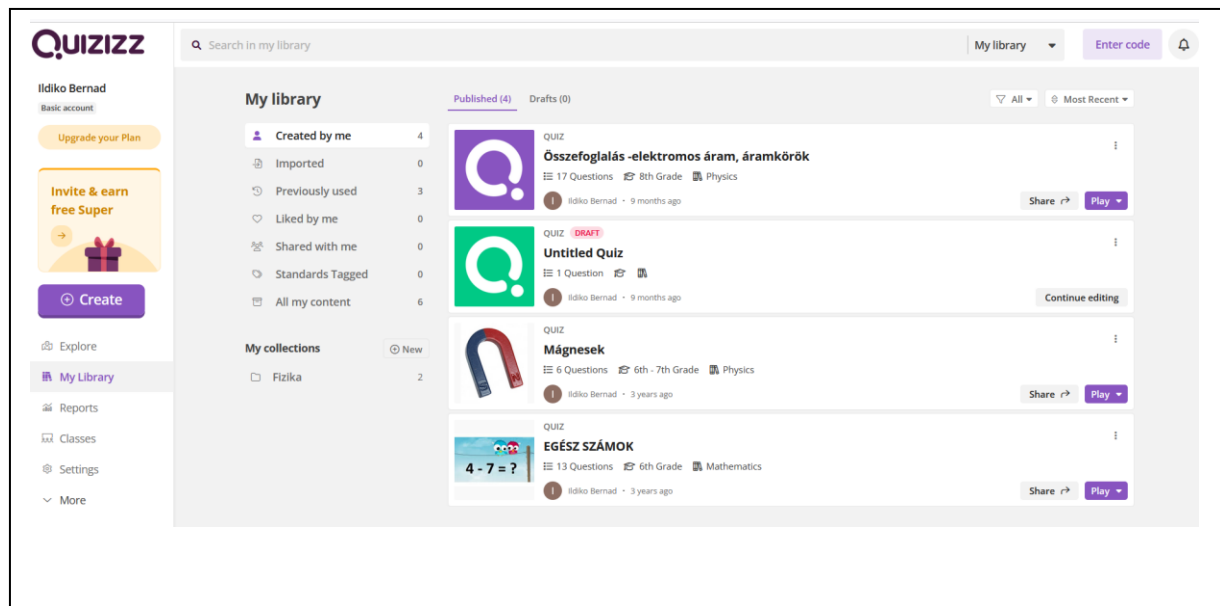 QUIZIZZ
Search in my library
My library
Enter code
Ildiko Bernad
Basic account
Upgrade your Plan
Invite & earn
free Super
Create
Explore
My Library
Reports
Classes
Settings
More
My library
Created by me 4
Imported 0
Previously used 3
Liked by me 0
Shared with me 0
Standards Tagged 0
All my content 6
My collections New
Fizika 2
Published (4) Drafts (0)
All Most Recent
QUIZ
Összefoglalás -elektromos áram, áramkörök
17 Questions 8th Grade Physics
I Ildiko Bernad • 9 months ago
Share Play
QUIZ DRAFT
Untitled Quiz
1 Question
I Ildiko Bernad • 9 months ago
Continue editing
QUIZ
Mágnesek
6 Questions 6th - 7th Grade Physics
I Ildiko Bernad • 3 years ago
Share Play
4 - 7 = ?
QUIZ
EGÉSZ SZÁMOK
13 Questions 6th Grade Mathematics
I Ildiko Bernad • 3 years ago
Share Play